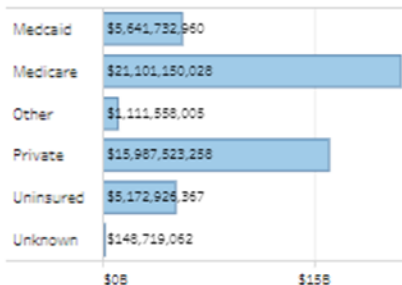 Medcaid $5,641,732,960
Medicare $21,101,150,028
Other $1,111,558,005
Private $15,987,523,258
Uninsured $5,172,926,367
Unknown $148,719,062
$0B $15B